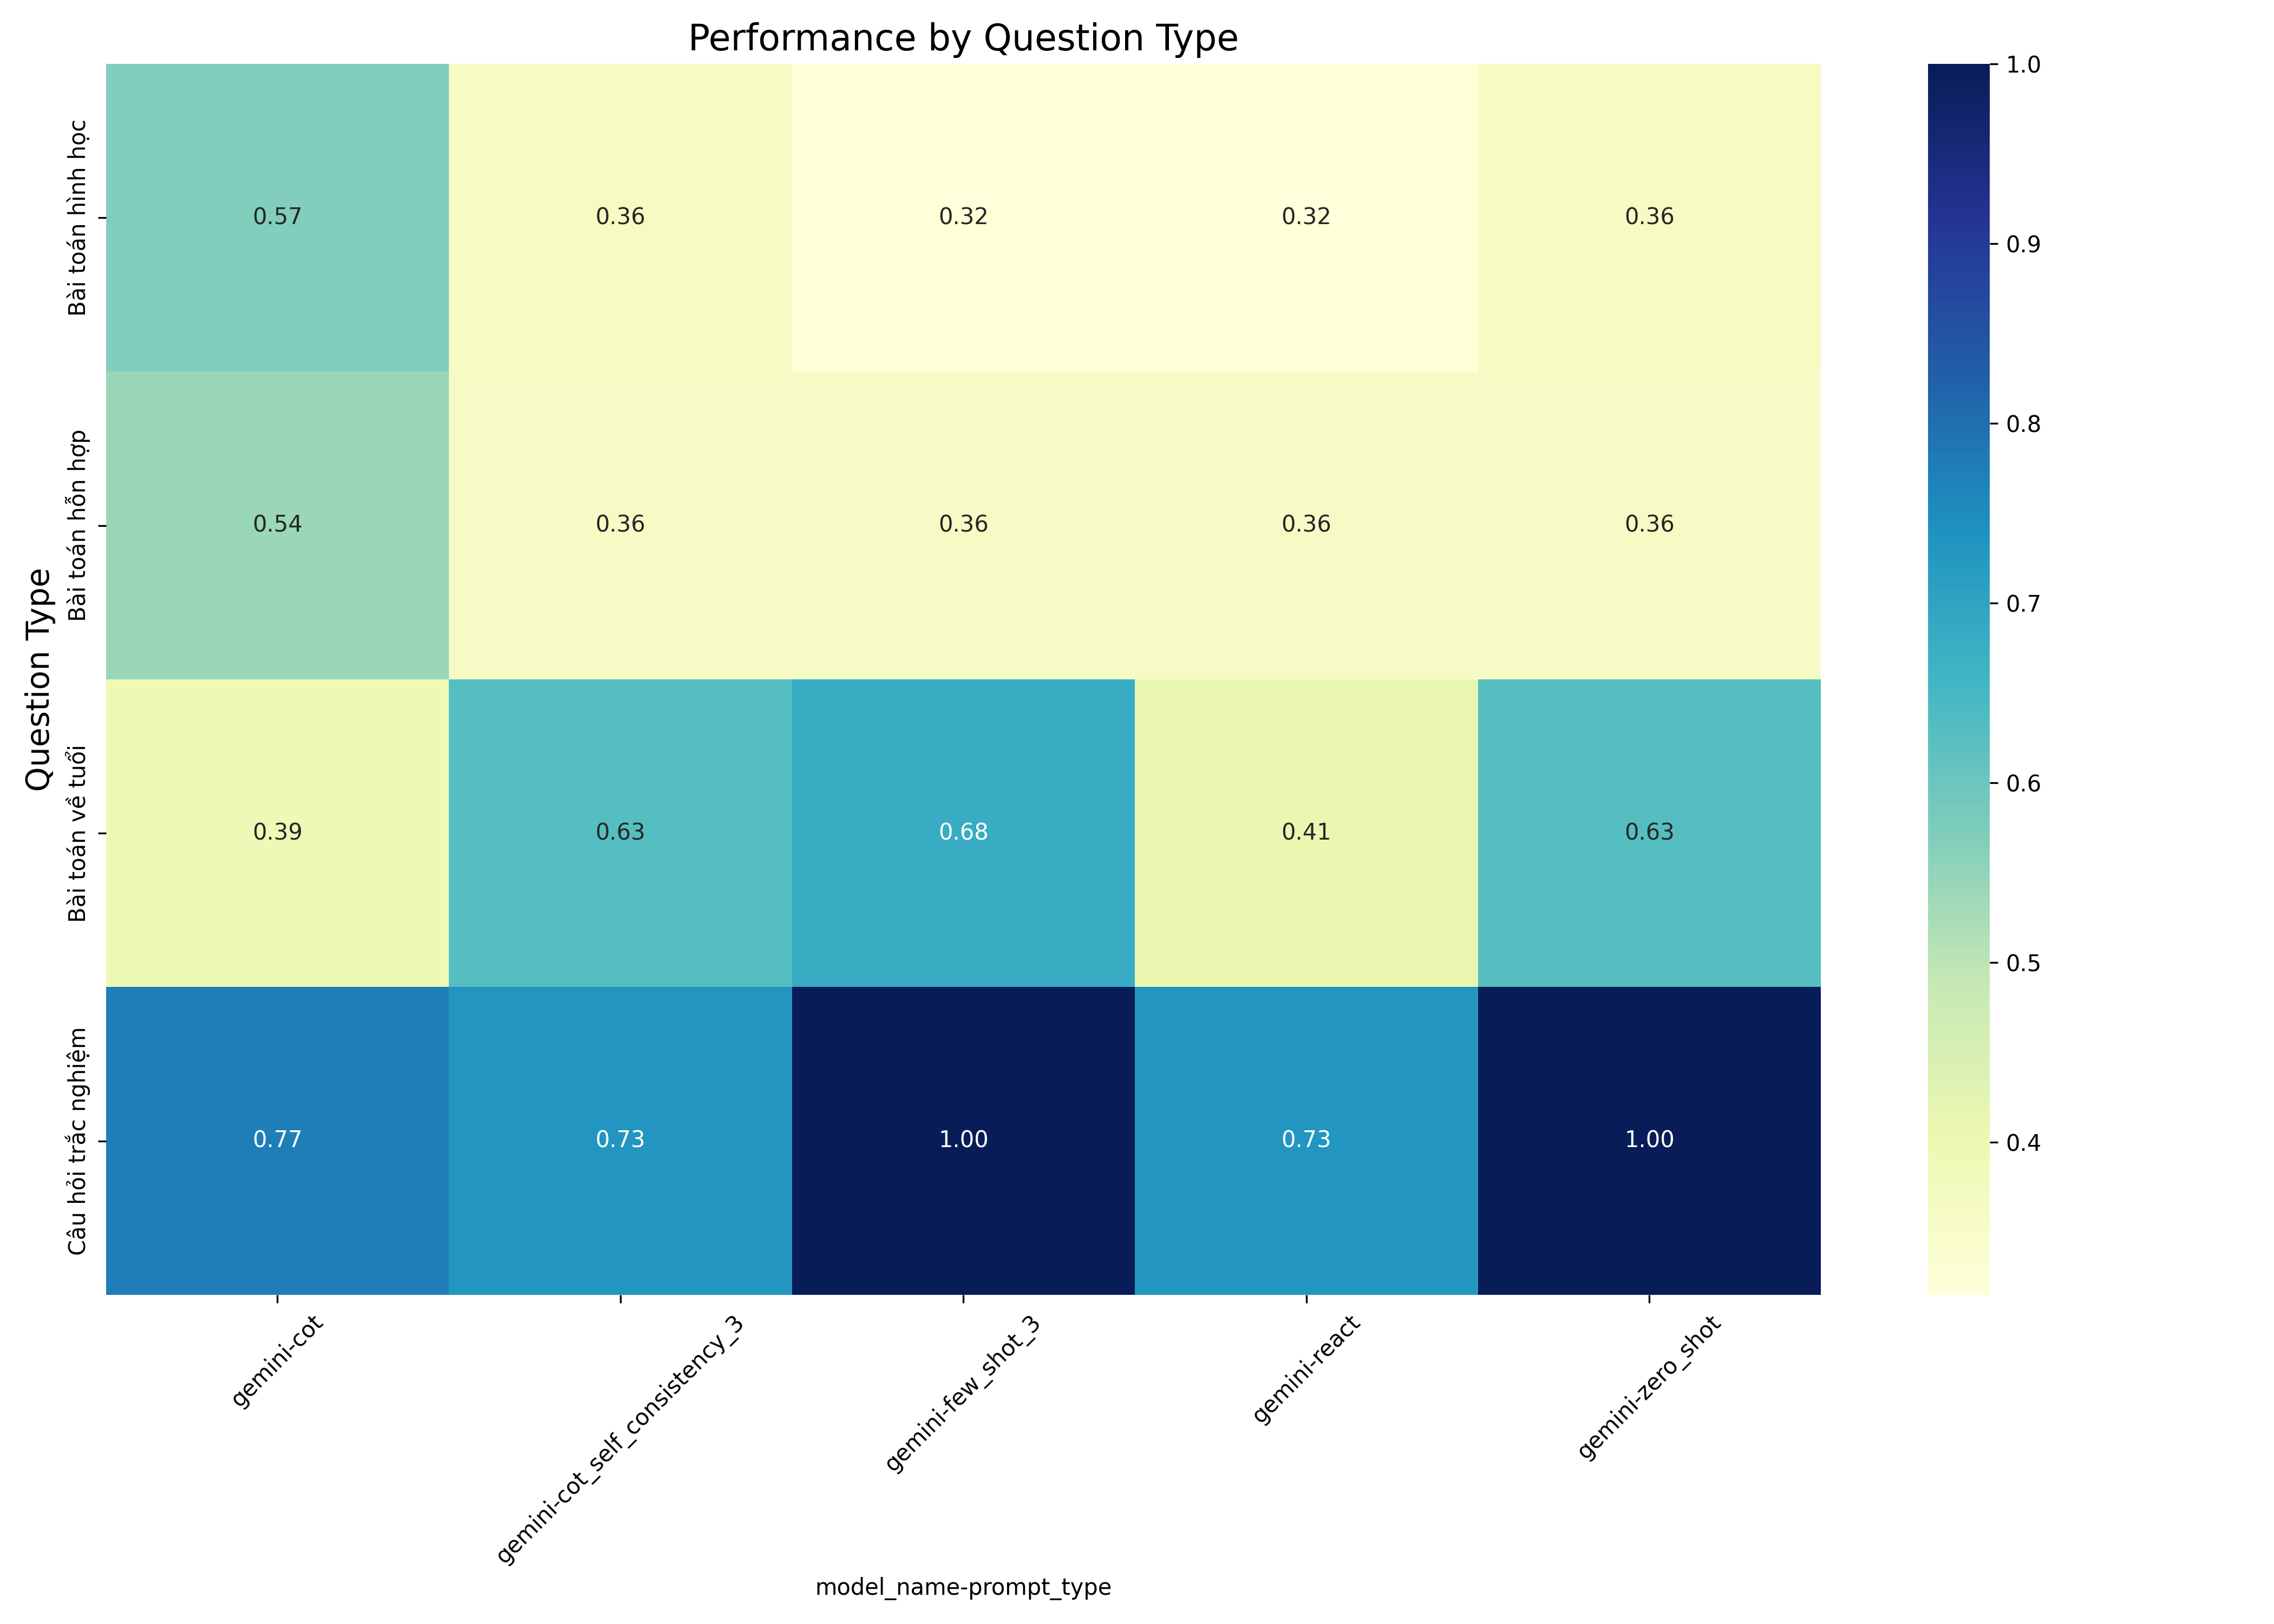 Performance by Question Type
Question Type
Bài toán hình học
0.57 0.36 0.32 0.32 0.36
Bài toán hỗn hợp
0.54 0.36 0.36 0.36 0.36
Bài toán về tuổi
0.39 0.63 0.68 0.41 0.63
Câu hỏi trắc nghiệm
0.77 0.73 1.00 0.73 1.00
gemini-cot
gemini-cot_self_consistency_3
gemini-few_shot_3
gemini-react
gemini-zero_shot
model_name-prompt_type
1.0
0.9
0.8
0.7
0.6
0.5
0.4